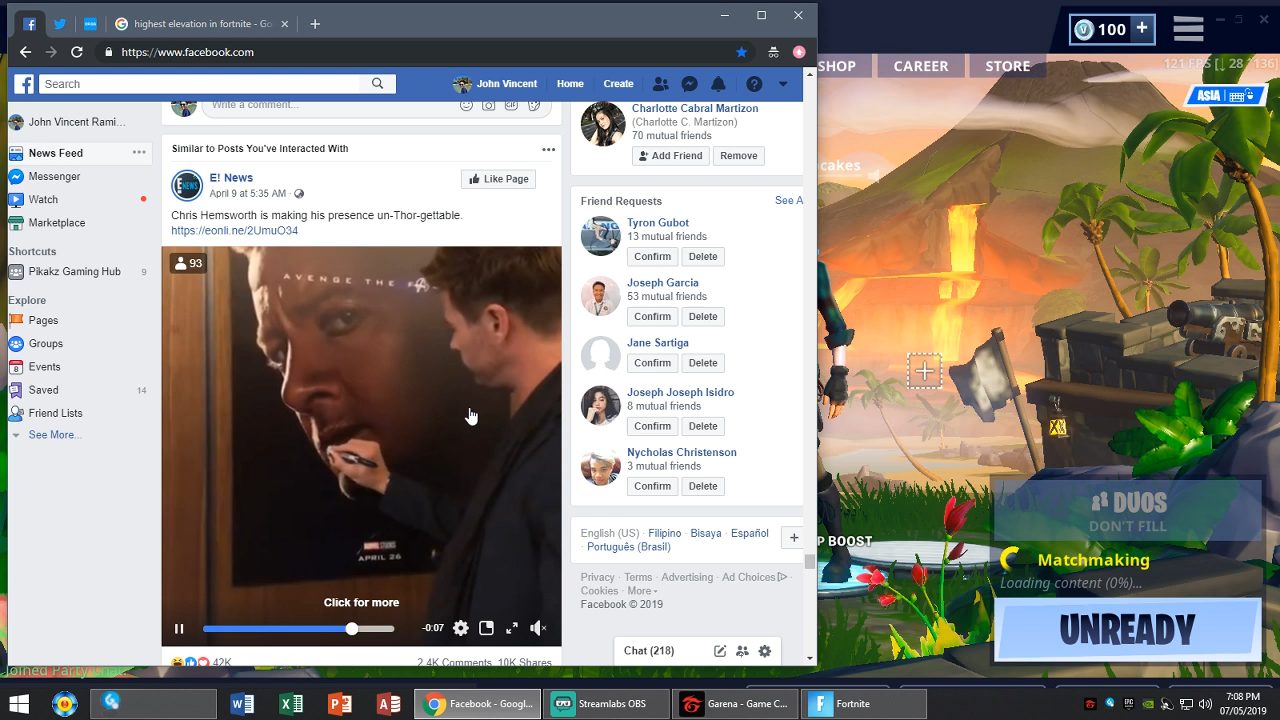 highest elevation in fortnite - Go
https://www.facebook.com
Search
John Vincent
Home
Create
John Vincent Rami...
News Feed
Messenger
Watch
Marketplace
Shortcuts
Pikakz Gaming Hub
9
Explore
Pages
Groups
Events
Saved
14
Friend Lists
See More...
Write a comment...
Similar to Posts You've Interacted With
E! News
April 9 at 5:35 AM ·
Like Page
Chris Hemsworth is making his presence un-Thor-gettable.
https://eonli.ne/2UmuO34
93
AVENGE THE
MARVEL STUDIOS
APRIL 26
Click for more
-0:07
42K
2.4K Comments 10K Shares
Charlotte Cabral Martizon
(Charlotte C. Martizon)
70 mutual friends
Add Friend
Remove
Friend Requests
See A
Tyron Gubot
13 mutual friends
Confirm
Delete
Joseph Garcia
53 mutual friends
Confirm
Delete
Jane Sartiga
Confirm
Delete
Joseph Joseph Isidro
8 mutual friends
Confirm
Delete
Nycholas Christenson
3 mutual friends
Confirm
Delete
English (US) · Filipino · Bisaya · Español
· Português (Brasil)
Privacy · Terms · Advertising · Ad Choices ·
Cookies · More
Facebook © 2019
Chat (218)
100
SHOP
CAREER
STORE
121 FPS [↓ 28 ↑136]
ASIA
cakes
P BOOST
DUOS
DON'T FILL
Matchmaking
Loading content (0%)...
UNREADY
Joined Party Ch
Facebook - Googl...
Streamlabs OBS
Garena - Game C...
Fortnite
7:08 PM
07/05/2019